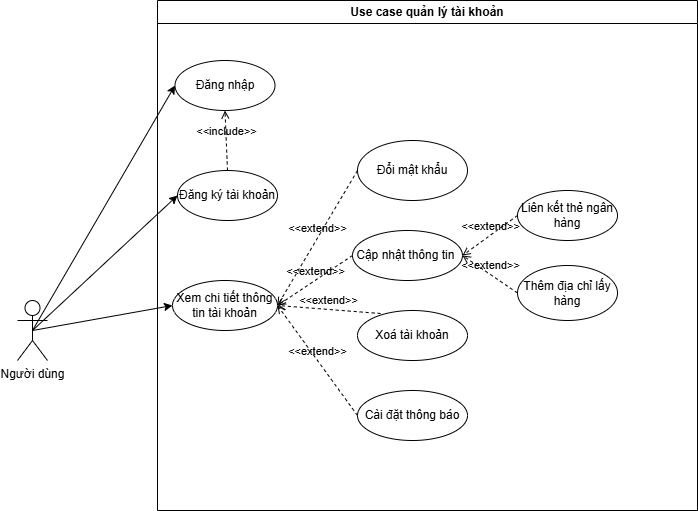 Use case quản lý tài khoản
Đăng nhập
<<include>>
Đăng ký tài khoản
Xem chi tiết thông
tin tài khoản
Người dùng
Đổi mật khẩu
<<extend>>
Cập nhật thông tin
<<extend>>
<<extend>>
Xoá tài khoản
<<extend>>
Cài đặt thông báo
Liên kết thẻ ngân
hàng
<<extend>>
<<extend>>
Thêm địa chỉ lấy
hàng